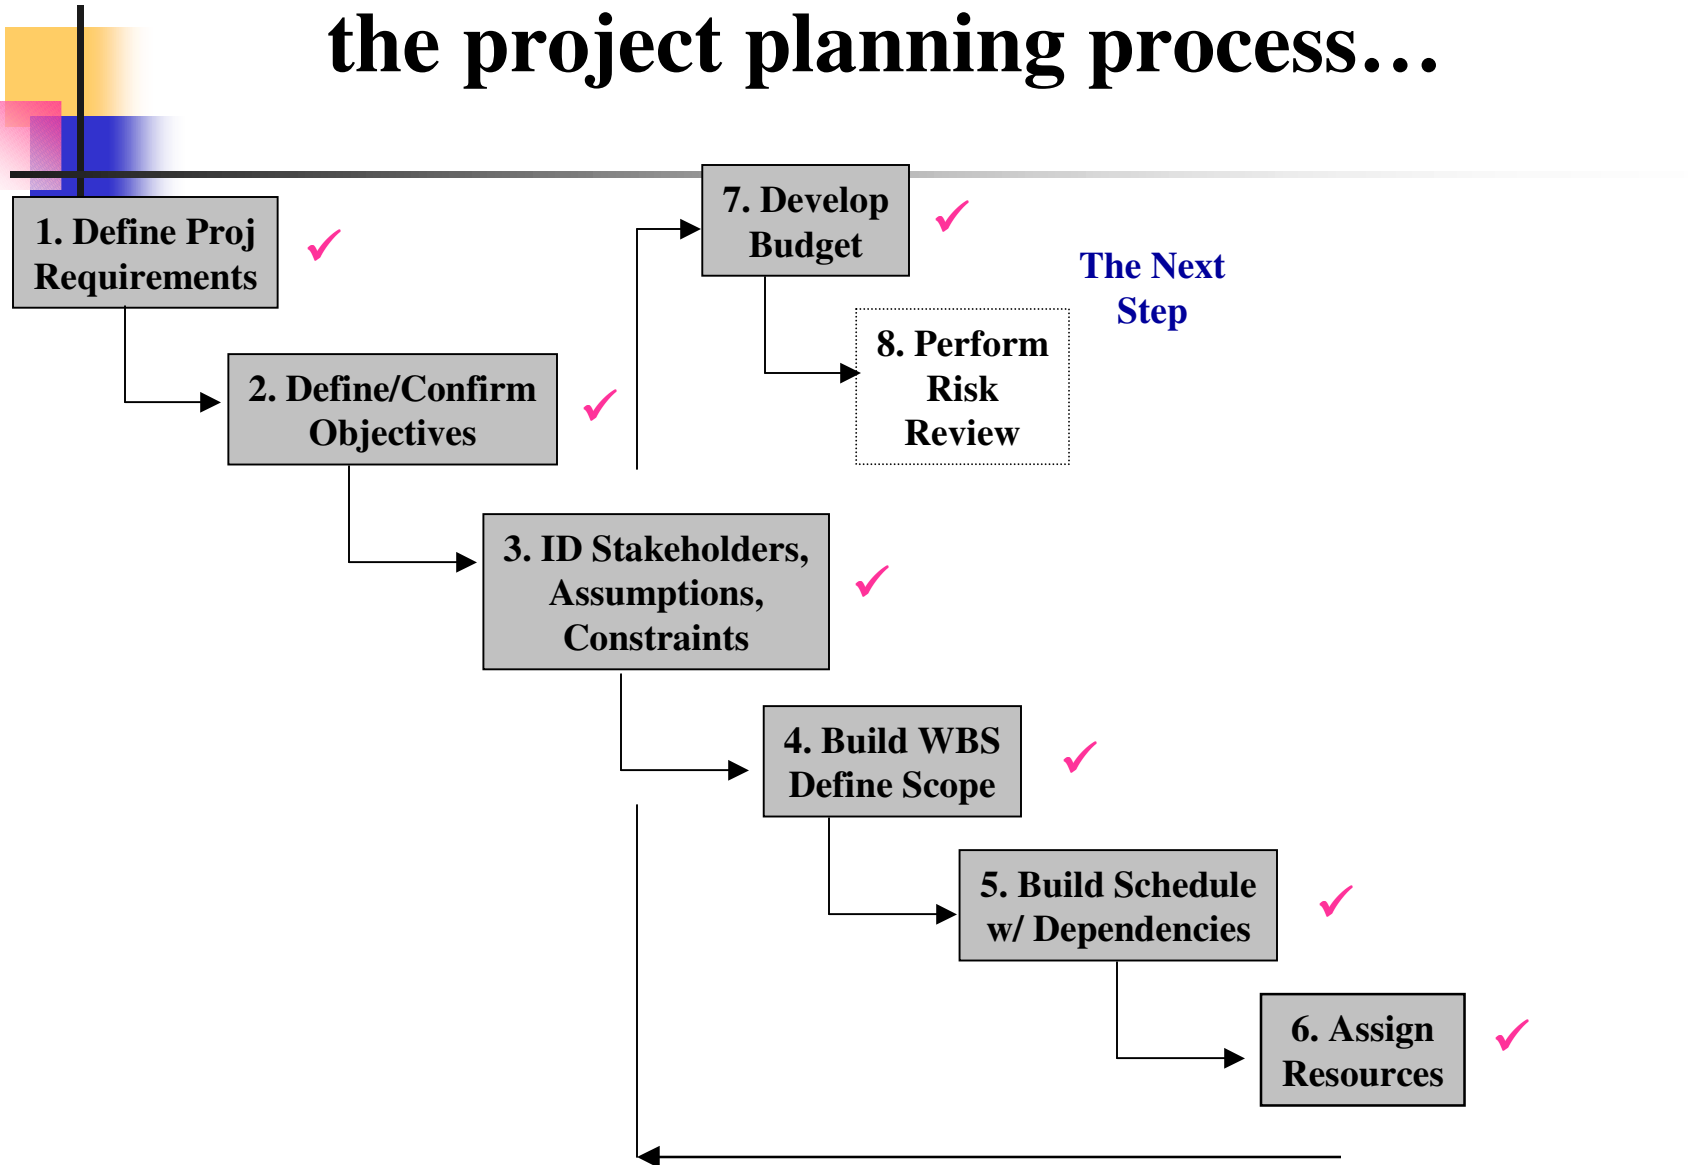 the project planning process…
1. Define Proj
Requirements
2. Define/Confirm
Objectives
3. ID Stakeholders,
Assumptions,
Constraints
4. Build WBS
Define Scope
5. Build Schedule
w/ Dependencies
6. Assign
Resources
7. Develop
Budget
8. Perform
Risk
Review
The Next
Step